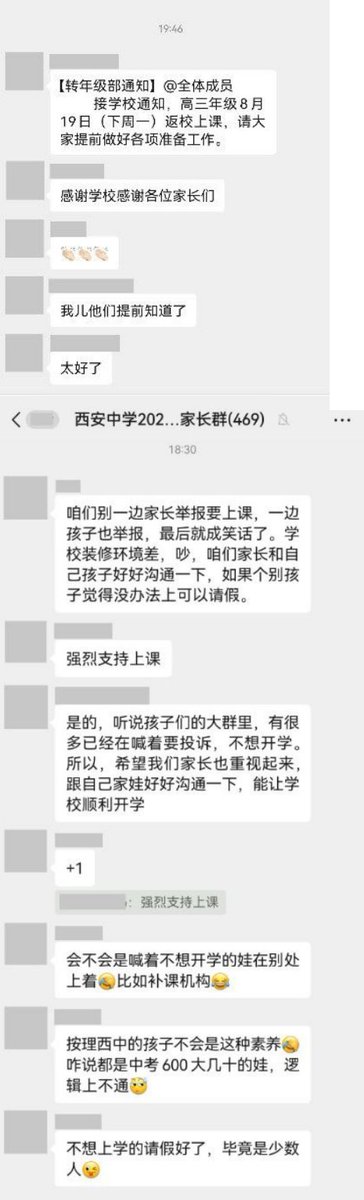 19:46
【转年级部通知】@全体成员
接学校通知，高三年级8月
19日（下周一）返校上课，请大
家提前做好各项准备工作。
感谢学校感谢各位家长们
👏🏻👏🏻👏🏻
我儿他们提前知道了
太好了
西安中学202...家长群(469)
18:30
咱们别一边家长举报要上课，一边
孩子也举报，最后就成笑话了。学
校装修环境差，吵，咱们家长和自
己孩子好好沟通一下，如果个别孩
子觉得没办法上可以请假。
强烈支持上课
是的，听说孩子们的大群里，有很
多已经在喊着要投诉，不想开学。
所以，希望我们家长也重视起来，
跟自己家娃好好沟通一下，能让学
校顺利开学
+1
：强烈支持上课
会不会是喊着不想开学的娃在别处
上着🤣比如补课机构😂
按理西中的孩子不会是这种素养🤣
咋说都是中考600大几十的娃，逻
辑上不通🤓
不想上学的请假好了，毕竟是少数
人😜